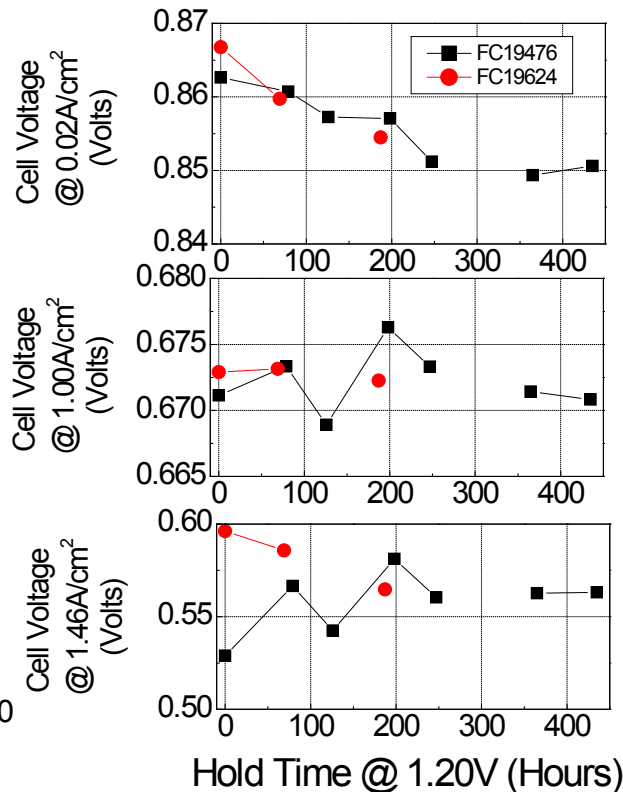 Cell Voltage
@ 0.02A/cm²
(Volts)
0.87
0.86
0.85
0.84
FC19476
FC19624
0 100 200 300 400
Cell Voltage
@ 1.00A/cm²
(Volts)
0.680
0.675
0.670
0.665
0 100 200 300 400
Cell Voltage
@ 1.46A/cm²
(Volts)
0.60
0.55
0.50
0
0 100 200 300 400
Hold Time @ 1.20V (Hours)